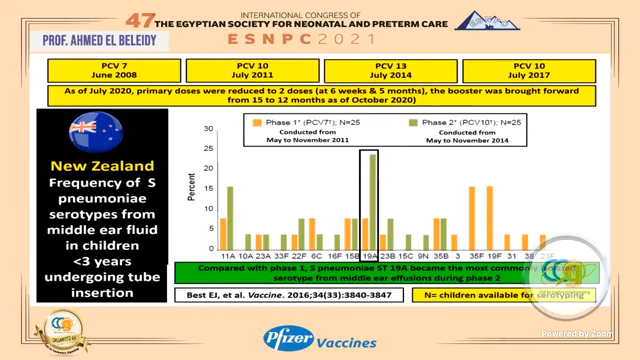 INTERNATIONAL CONGRESS OF
47 THE EGYPTIAN SOCIETY FOR NEONATAL AND PRETERM CARE
PROF. AHMED EL BELEIDY
ESNPC2021
PCV 7
June 2008
PCV 10
July 2011
PCV 13
July 2014
PCV 10
July 2017
As of July 2020, primary doses were reduced to 2 doses (at 6 weeks & 5 months), the booster was brought forward
from 15 to 12 months as of October 2020)
New Zealand
Frequency of S
pneumoniae
serotypes from
middle ear fluid
in children
<3 years
undergoing tube
insertion
Phase 1* (PCV7†); N=25
Conducted from
May to November 2011
Phase 2* (PCV10†); N=25
Conducted from
May to November 2014
Percent
30
25
20
15
10
5
0
11A 10A 23A 33F 22F 6C 16F 15B 19A 23B 15C 9N 35B 3 35F 19F 31 38 23F
Compared with phase 1, S pneumoniae ST 19A became the most commonly
serotype from middle ear effusions during phase 2
Best EJ, et al. Vaccine. 2016;34(33):3840-3847
N= children available for serotyping
ORGANIZED BY
Pfizer Vaccines
Powered by Zoom